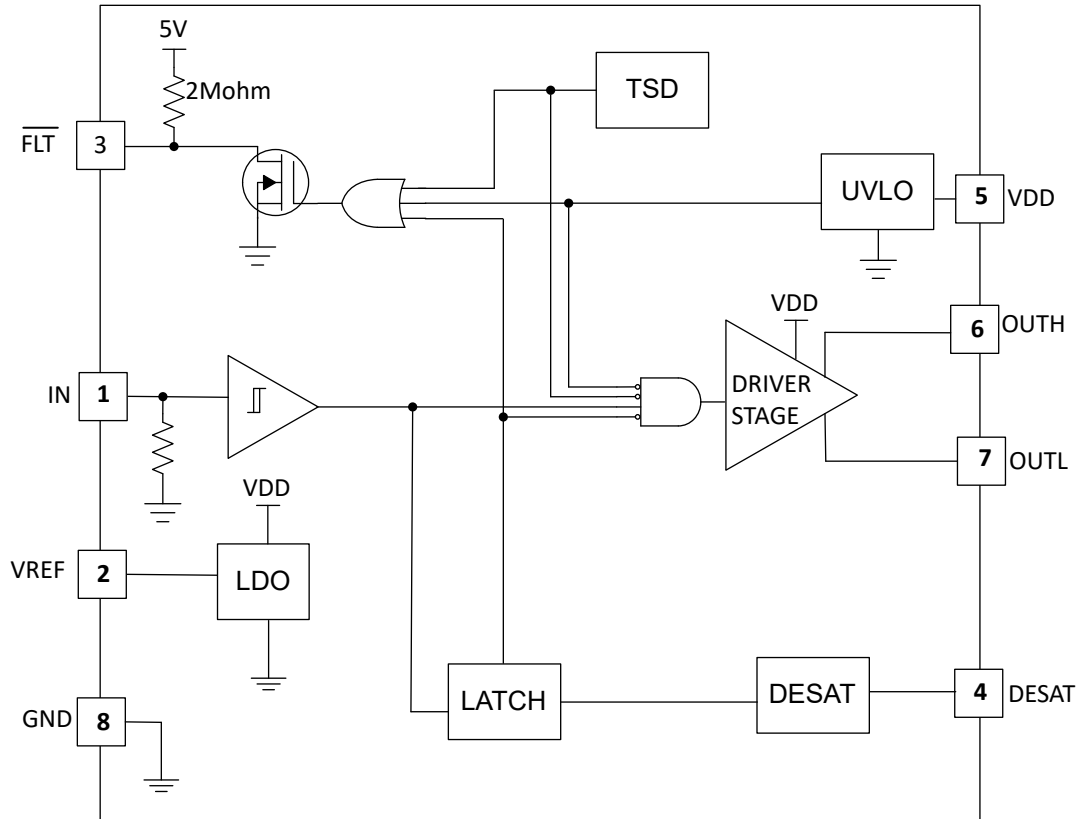 5V
2Mohm
TSD
FLT
3
UVLO
5
VDD
VDD
6
OUTH
IN
1
DRIVER
STAGE
7
OUTL
VDD
VREF
2
LDO
LATCH
DESAT
4
DESAT
GND
8